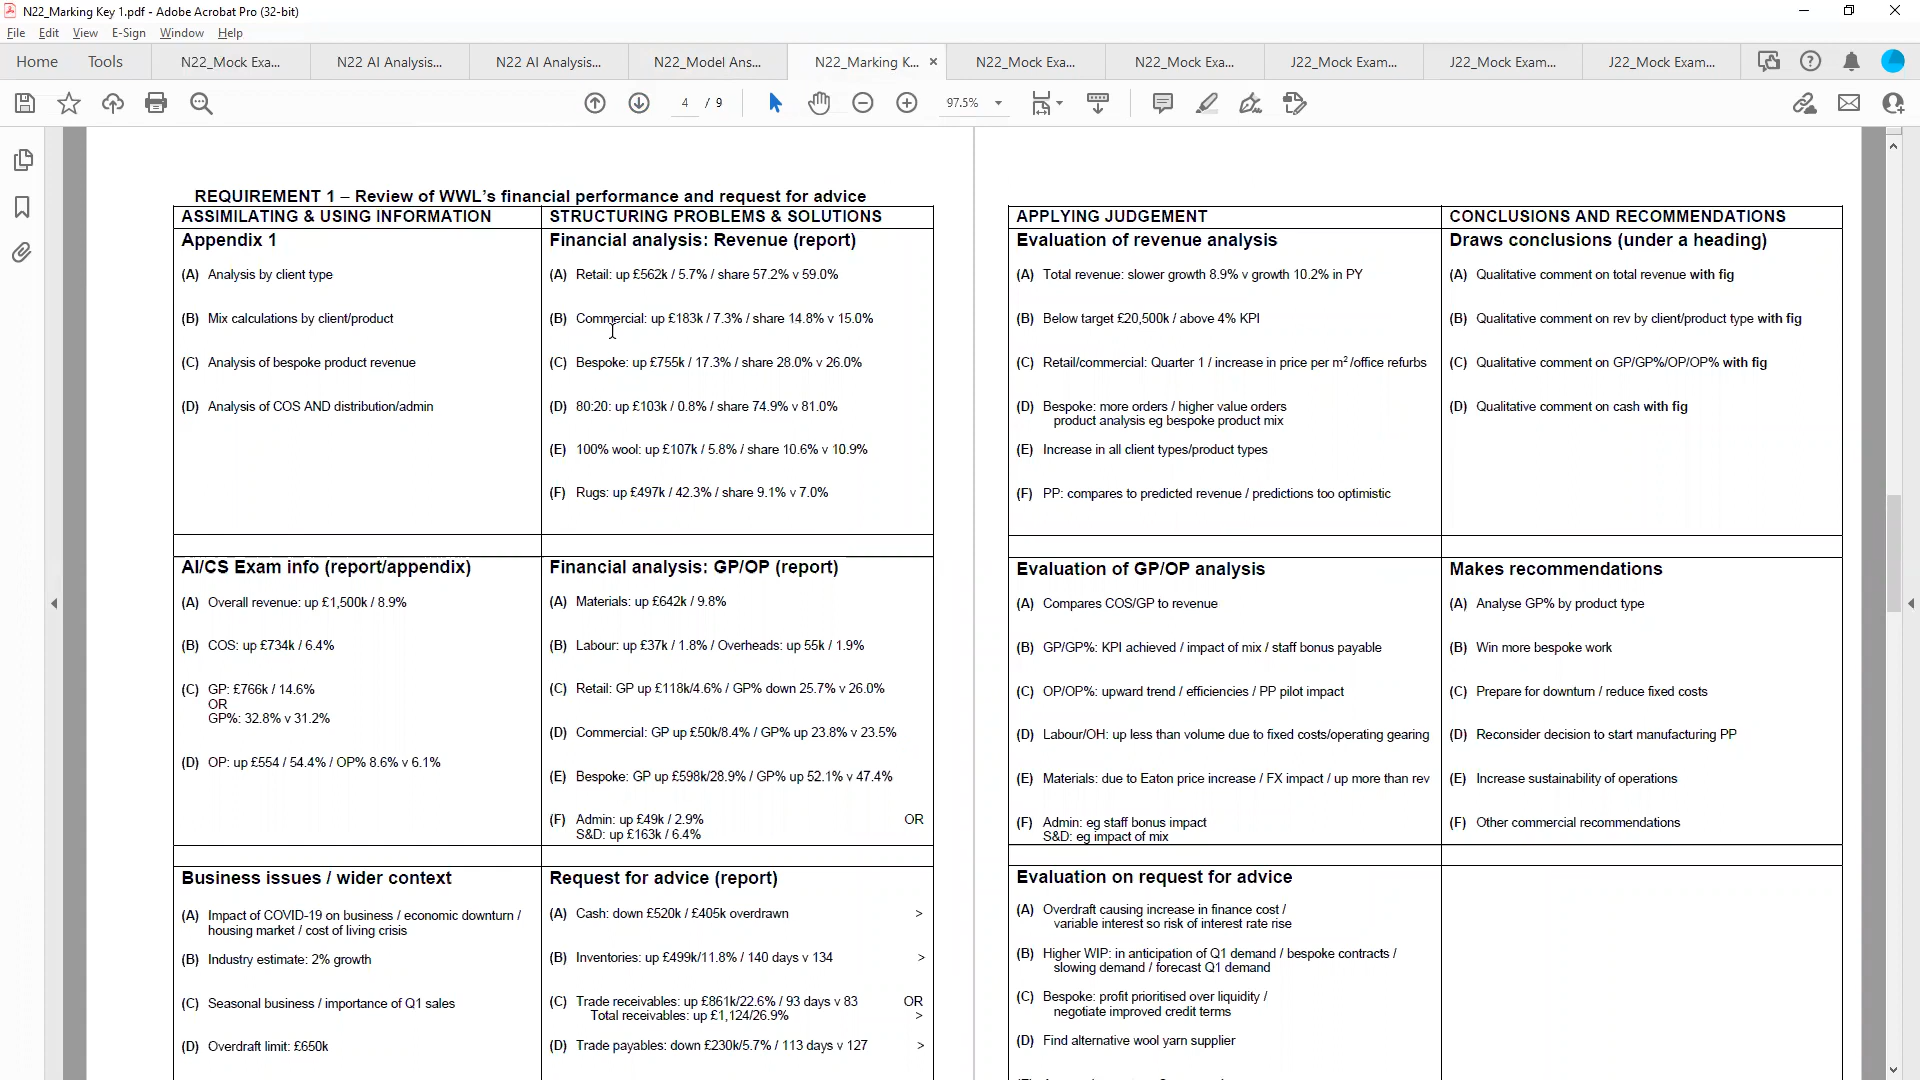 N22_Marking Key 1.pdf - Adobe Acrobat Pro (32-bit)
File Edit View E-Sign Window Help
Home Tools N22_Mock Exa... N22 AI Analysis... N22 AI Analysis... N22_Model Ans... N22_Marking K... × N22_Mock Exa... N22_Mock Exa... J22_Mock Exam... J22_Mock Exam... J22_Mock Exam...
4 / 9 97.5%
REQUIREMENT 1 – Review of WWL's financial performance and request for advice
ASSIMILATING & USING INFORMATION
Appendix 1
(A) Analysis by client type
(B) Mix calculations by client/product
(C) Analysis of bespoke product revenue
(D) Analysis of COS AND distribution/admin
STRUCTURING PROBLEMS & SOLUTIONS
Financial analysis: Revenue (report)
(A) Retail: up £562k / 5.7% / share 57.2% v 59.0%
(B) Commercial: up £183k / 7.3% / share 14.8% v 15.0%
(C) Bespoke: up £755k / 17.3% / share 28.0% v 26.0%
(D) 80:20: up £103k / 0.8% / share 74.9% v 81.0%
(E) 100% wool: up £107k / 5.8% / share 10.6% v 10.9%
(F) Rugs: up £497k / 42.3% / share 9.1% v 7.0%
AI/CS Exam info (report/appendix)
(A) Overall revenue: up £1,500k / 8.9%
(B) COS: up £734k / 6.4%
(C) GP: £766k / 14.6%
OR
GP%: 32.8% v 31.2%
(D) OP: up £554 / 54.4% / OP% 8.6% v 6.1%
Financial analysis: GP/OP (report)
(A) Materials: up £642k / 9.8%
(B) Labour: up £37k / 1.8% / Overheads: up 55k / 1.9%
(C) Retail: GP up £118k/4.6% / GP% down 25.7% v 26.0%
(D) Commercial: GP up £50k/8.4% / GP% up 23.8% v 23.5%
(E) Bespoke: GP up £598k/28.9% / GP% up 52.1% v 47.4%
(F) Admin: up £49k / 2.9% OR
S&D: up £163k / 6.4%
Business issues / wider context
(A) Impact of COVID-19 on business / economic downturn /
housing market / cost of living crisis
(B) Industry estimate: 2% growth
(C) Seasonal business / importance of Q1 sales
(D) Overdraft limit: £650k
Request for advice (report)
(A) Cash: down £520k / £405k overdrawn >
(B) Inventories: up £499k/11.8% / 140 days v 134 >
(C) Trade receivables: up £861k/22.6% / 93 days v 83 OR
Total receivables: up £1,124/26.9% >
(D) Trade payables: down £230k/5.7% / 113 days v 127 >
APPLYING JUDGEMENT
Evaluation of revenue analysis
(A) Total revenue: slower growth 8.9% v growth 10.2% in PY
(B) Below target £20,500k / above 4% KPI
(C) Retail/commercial: Quarter 1 / increase in price per m² /office refurbs
(D) Bespoke: more orders / higher value orders
product analysis eg bespoke product mix
(E) Increase in all client types/product types
(F) PP: compares to predicted revenue / predictions too optimistic
CONCLUSIONS AND RECOMMENDATIONS
Draws conclusions (under a heading)
(A) Qualitative comment on total revenue with fig
(B) Qualitative comment on rev by client/product type with fig
(C) Qualitative comment on GP/GP%/OP/OP% with fig
(D) Qualitative comment on cash with fig
Evaluation of GP/OP analysis
(A) Compares COS/GP to revenue
(B) GP/GP%: KPI achieved / impact of mix / staff bonus payable
(C) OP/OP%: upward trend / efficiencies / PP pilot impact
(D) Labour/OH: up less than volume due to fixed costs/operating gearing
(E) Materials: due to Eaton price increase / FX impact / up more than rev
(F) Admin: eg staff bonus impact
S&D: eg impact of mix
Makes recommendations
(A) Analyse GP% by product type
(B) Win more bespoke work
(C) Prepare for downturn / reduce fixed costs
(D) Reconsider decision to start manufacturing PP
(E) Increase sustainability of operations
(F) Other commercial recommendations
Evaluation on request for advice
(A) Overdraft causing increase in finance cost /
variable interest so risk of interest rate rise
(B) Higher WIP: in anticipation of Q1 demand / bespoke contracts /
slowing demand / forecast Q1 demand
(C) Bespoke: profit prioritised over liquidity /
negotiate improved credit terms
(D) Find alternative wool yarn supplier